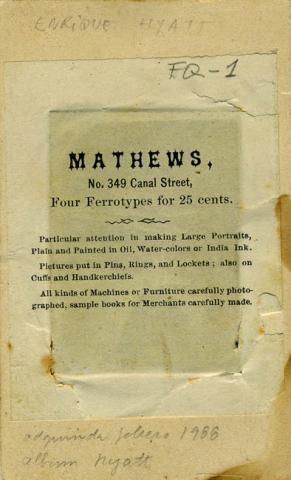 ENRIQUE HYATT
FQ-1
MATHEWS,
No. 349 Canal Street,
Four Ferrotypes for 25 cents.
Particular attention in making Large Portraits,
Plain and Painted in Oil, Water-colors or India Ink.
Pictures put in Pins, Rings, and Lockets ; also on
Cuffs and Handkerchiefs.
All kinds of Machines or Furniture carefully photo-
graphed, sample books for Merchants carefully made.
1986
album Hyatt